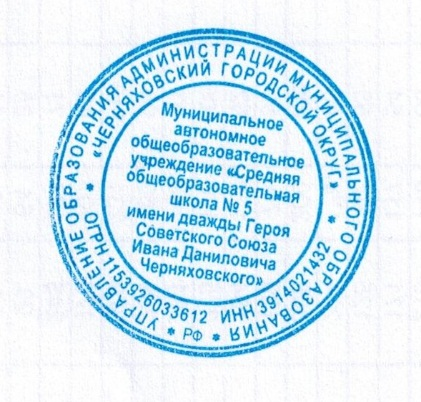 УПРАВЛЕНИЕ ОБРАЗОВАНИЯ АДМИНИСТРАЦИИ МУНИЦИПАЛЬНОГО ОБРАЗОВАНИЯ
* РФ *
«ЧЕРНЯХОВСКИЙ ГОРОДСКОЙ ОКРУГ»
* ОГРН 1153926033612 ИНН 3914021432 *
Муниципальное
автономное
общеобразовательное
учреждение «Средняя
общеобразовательная
школа № 5
имени дважды Героя
Советского Союза
Ивана Даниловича
Черняховского»